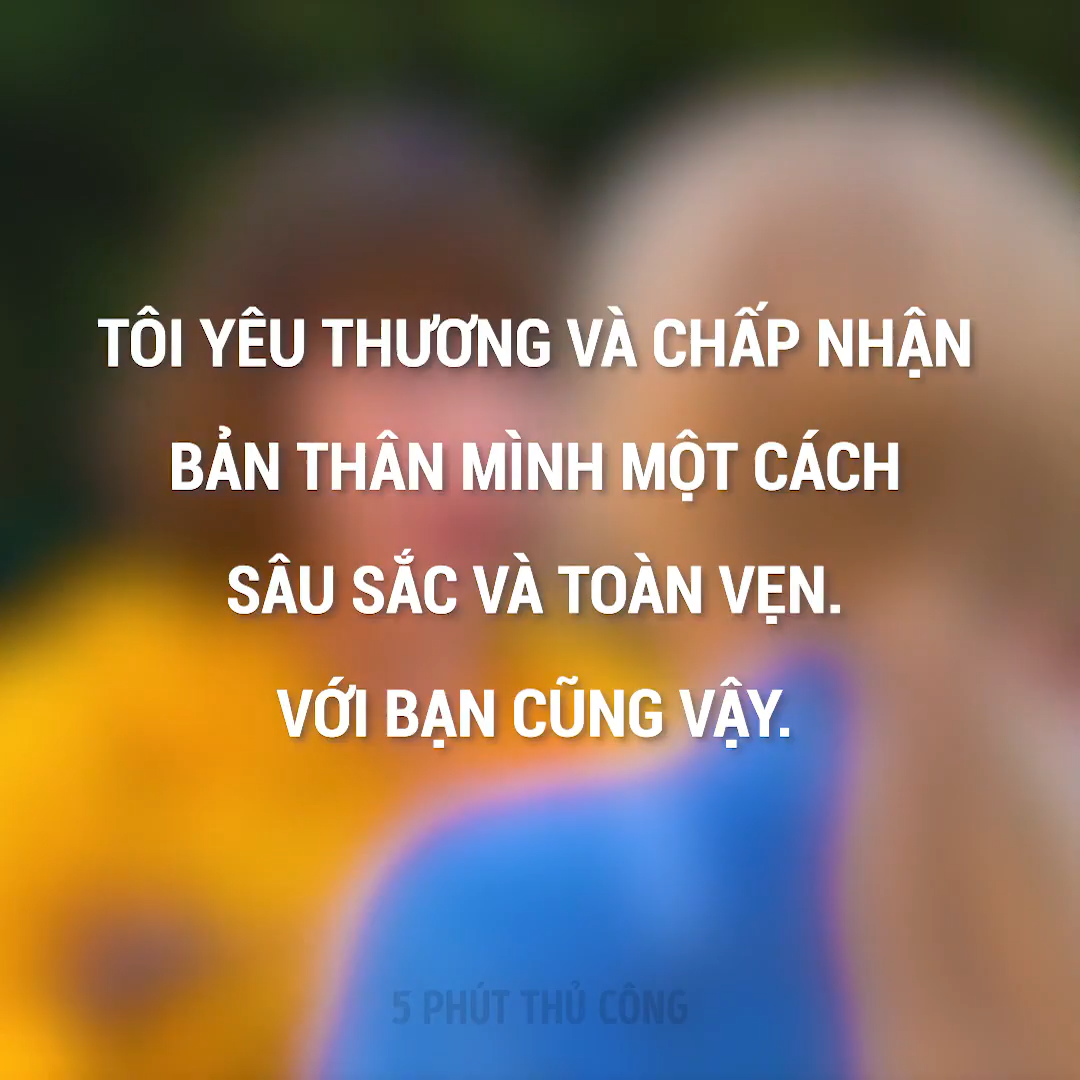 TÔI YÊU THƯƠNG VÀ CHẤP NHẬN
BẢN THÂN MÌNH MỘT CÁCH
SÂU SẮC VÀ TOÀN VẸN.
VỚI BẠN CŨNG VẬY.
5 PHÚT THỦ CÔNG